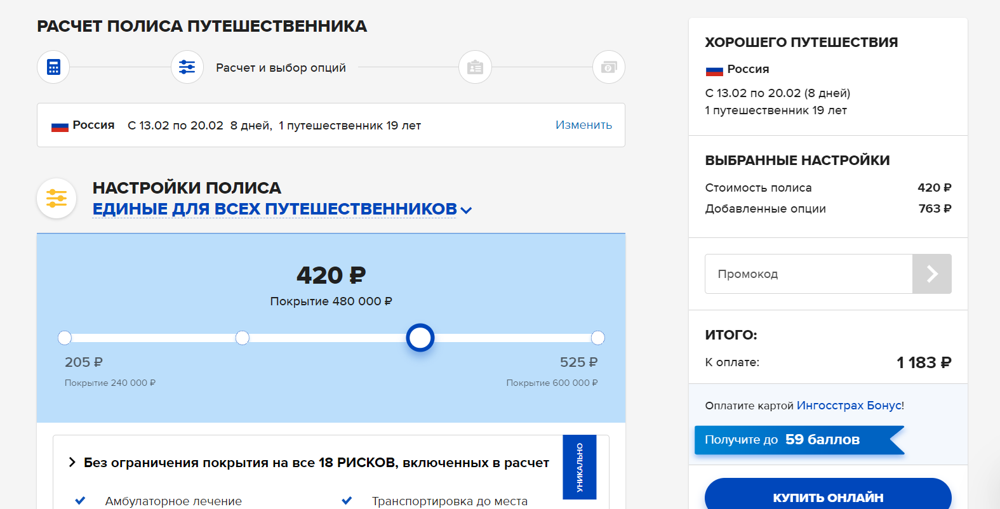 РАСЧЕТ ПОЛИСА ПУТЕШЕСТВЕННИКА
Расчет и выбор опций
Россия С 13.02 по 20.02 8 дней, 1 путешественник 19 лет Изменить
НАСТРОЙКИ ПОЛИСА
ЕДИНЫЕ ДЛЯ ВСЕХ ПУТЕШЕСТВЕННИКОВ
420 ₽
Покрытие 480 000 ₽
205 ₽ 525 ₽
Покрытие 240 000 ₽ Покрытие 600 000 ₽
Без ограничения покрытия на все 18 РИСКОВ, включенных в расчет
УНИКАЛЬНО
Амбулаторное лечение Транспортировка до места
ХОРОШЕГО ПУТЕШЕСТВИЯ
Россия
С 13.02 по 20.02 (8 дней)
1 путешественник 19 лет
ВЫБРАННЫЕ НАСТРОЙКИ
Стоимость полиса 420 ₽
Добавленные опции 763 ₽
Промокод
ИТОГО:
К оплате: 1 183 ₽
Оплатите картой Ингосстрах Бонус!
Получите до 59 баллов
КУПИТЬ ОНЛАЙН